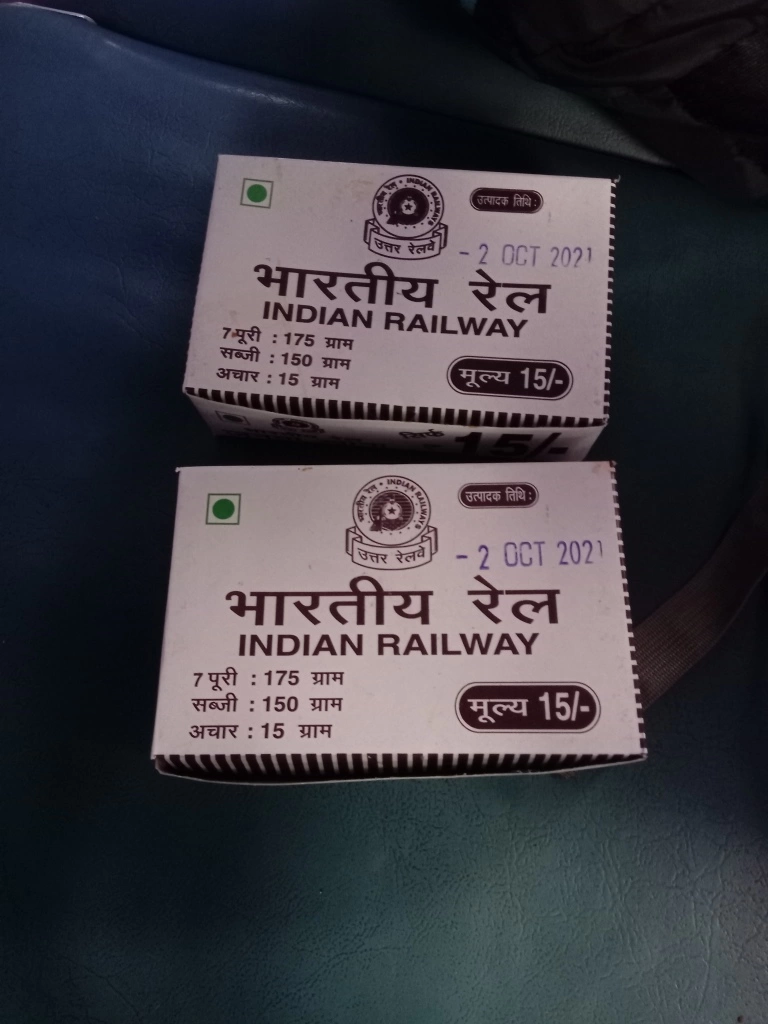 भारतीय रेल • INDIAN RAILWAYS
उत्तर रेलवे
उत्पादक तिथि :
- 2 OCT 2021
भारतीय रेल
INDIAN RAILWAY
7 पूरी : 175 ग्राम
सब्जी : 150 ग्राम
अचार : 15 ग्राम
मूल्य 15/-
सिर्फ 15/-
भारतीय रेल • INDIAN RAILWAYS
उत्तर रेलवे
उत्पादक तिथि :
- 2 OCT 2021
भारतीय रेल
INDIAN RAILWAY
7 पूरी : 175 ग्राम
सब्जी : 150 ग्राम
अचार : 15 ग्राम
मूल्य 15/-